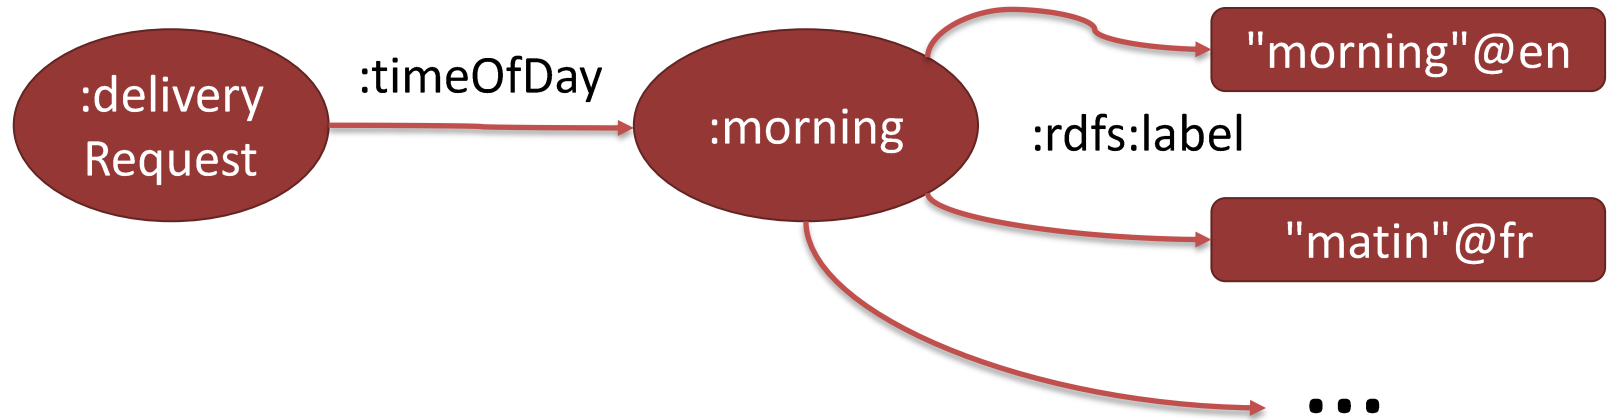 :delivery
Request
:timeOfDay
:morning
"morning"@en
:rdfs:label
"matin"@fr
...